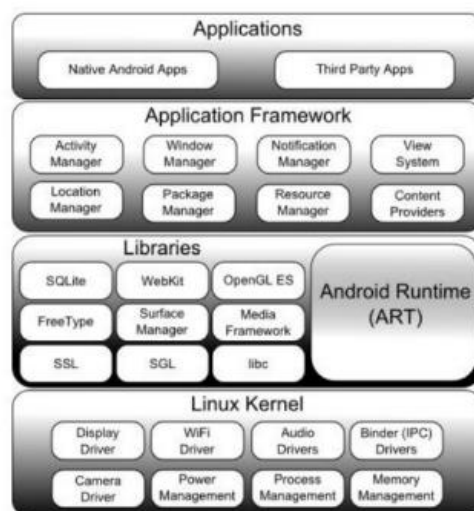 Applications
Native Android Apps
Third Party Apps
Application Framework
Activity
Manager
Window
Manager
Notification
Manager
View
System
Location
Manager
Package
Manager
Resource
Manager
Content
Providers
Libraries
SQLite
WebKit
OpenGL ES
FreeType
Surface
Manager
Media
Framework
SSL
SGL
libc
Android Runtime
(ART)
Linux Kernel
Display
Driver
WiFi
Driver
Audio
Drivers
Binder (IPC)
Drivers
Camera
Driver
Power
Management
Process
Management
Memory
Management